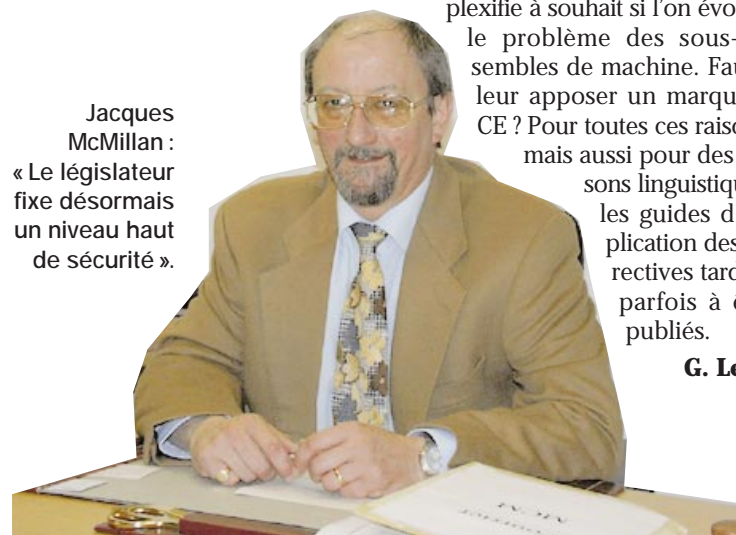 Jacques
McMillan :
« Le législateur
fixe désormais
un niveau haut
de sécurité ».
plexifie à souhait si l'on évo
le problème des sous-
sembles de machine. Fau
leur apposer un marqu
CE ? Pour toutes ces raiso
mais aussi pour des
sons linguistiqu
les guides d
plication des
rectives tard
parfois à ê
publiés.
G. Le